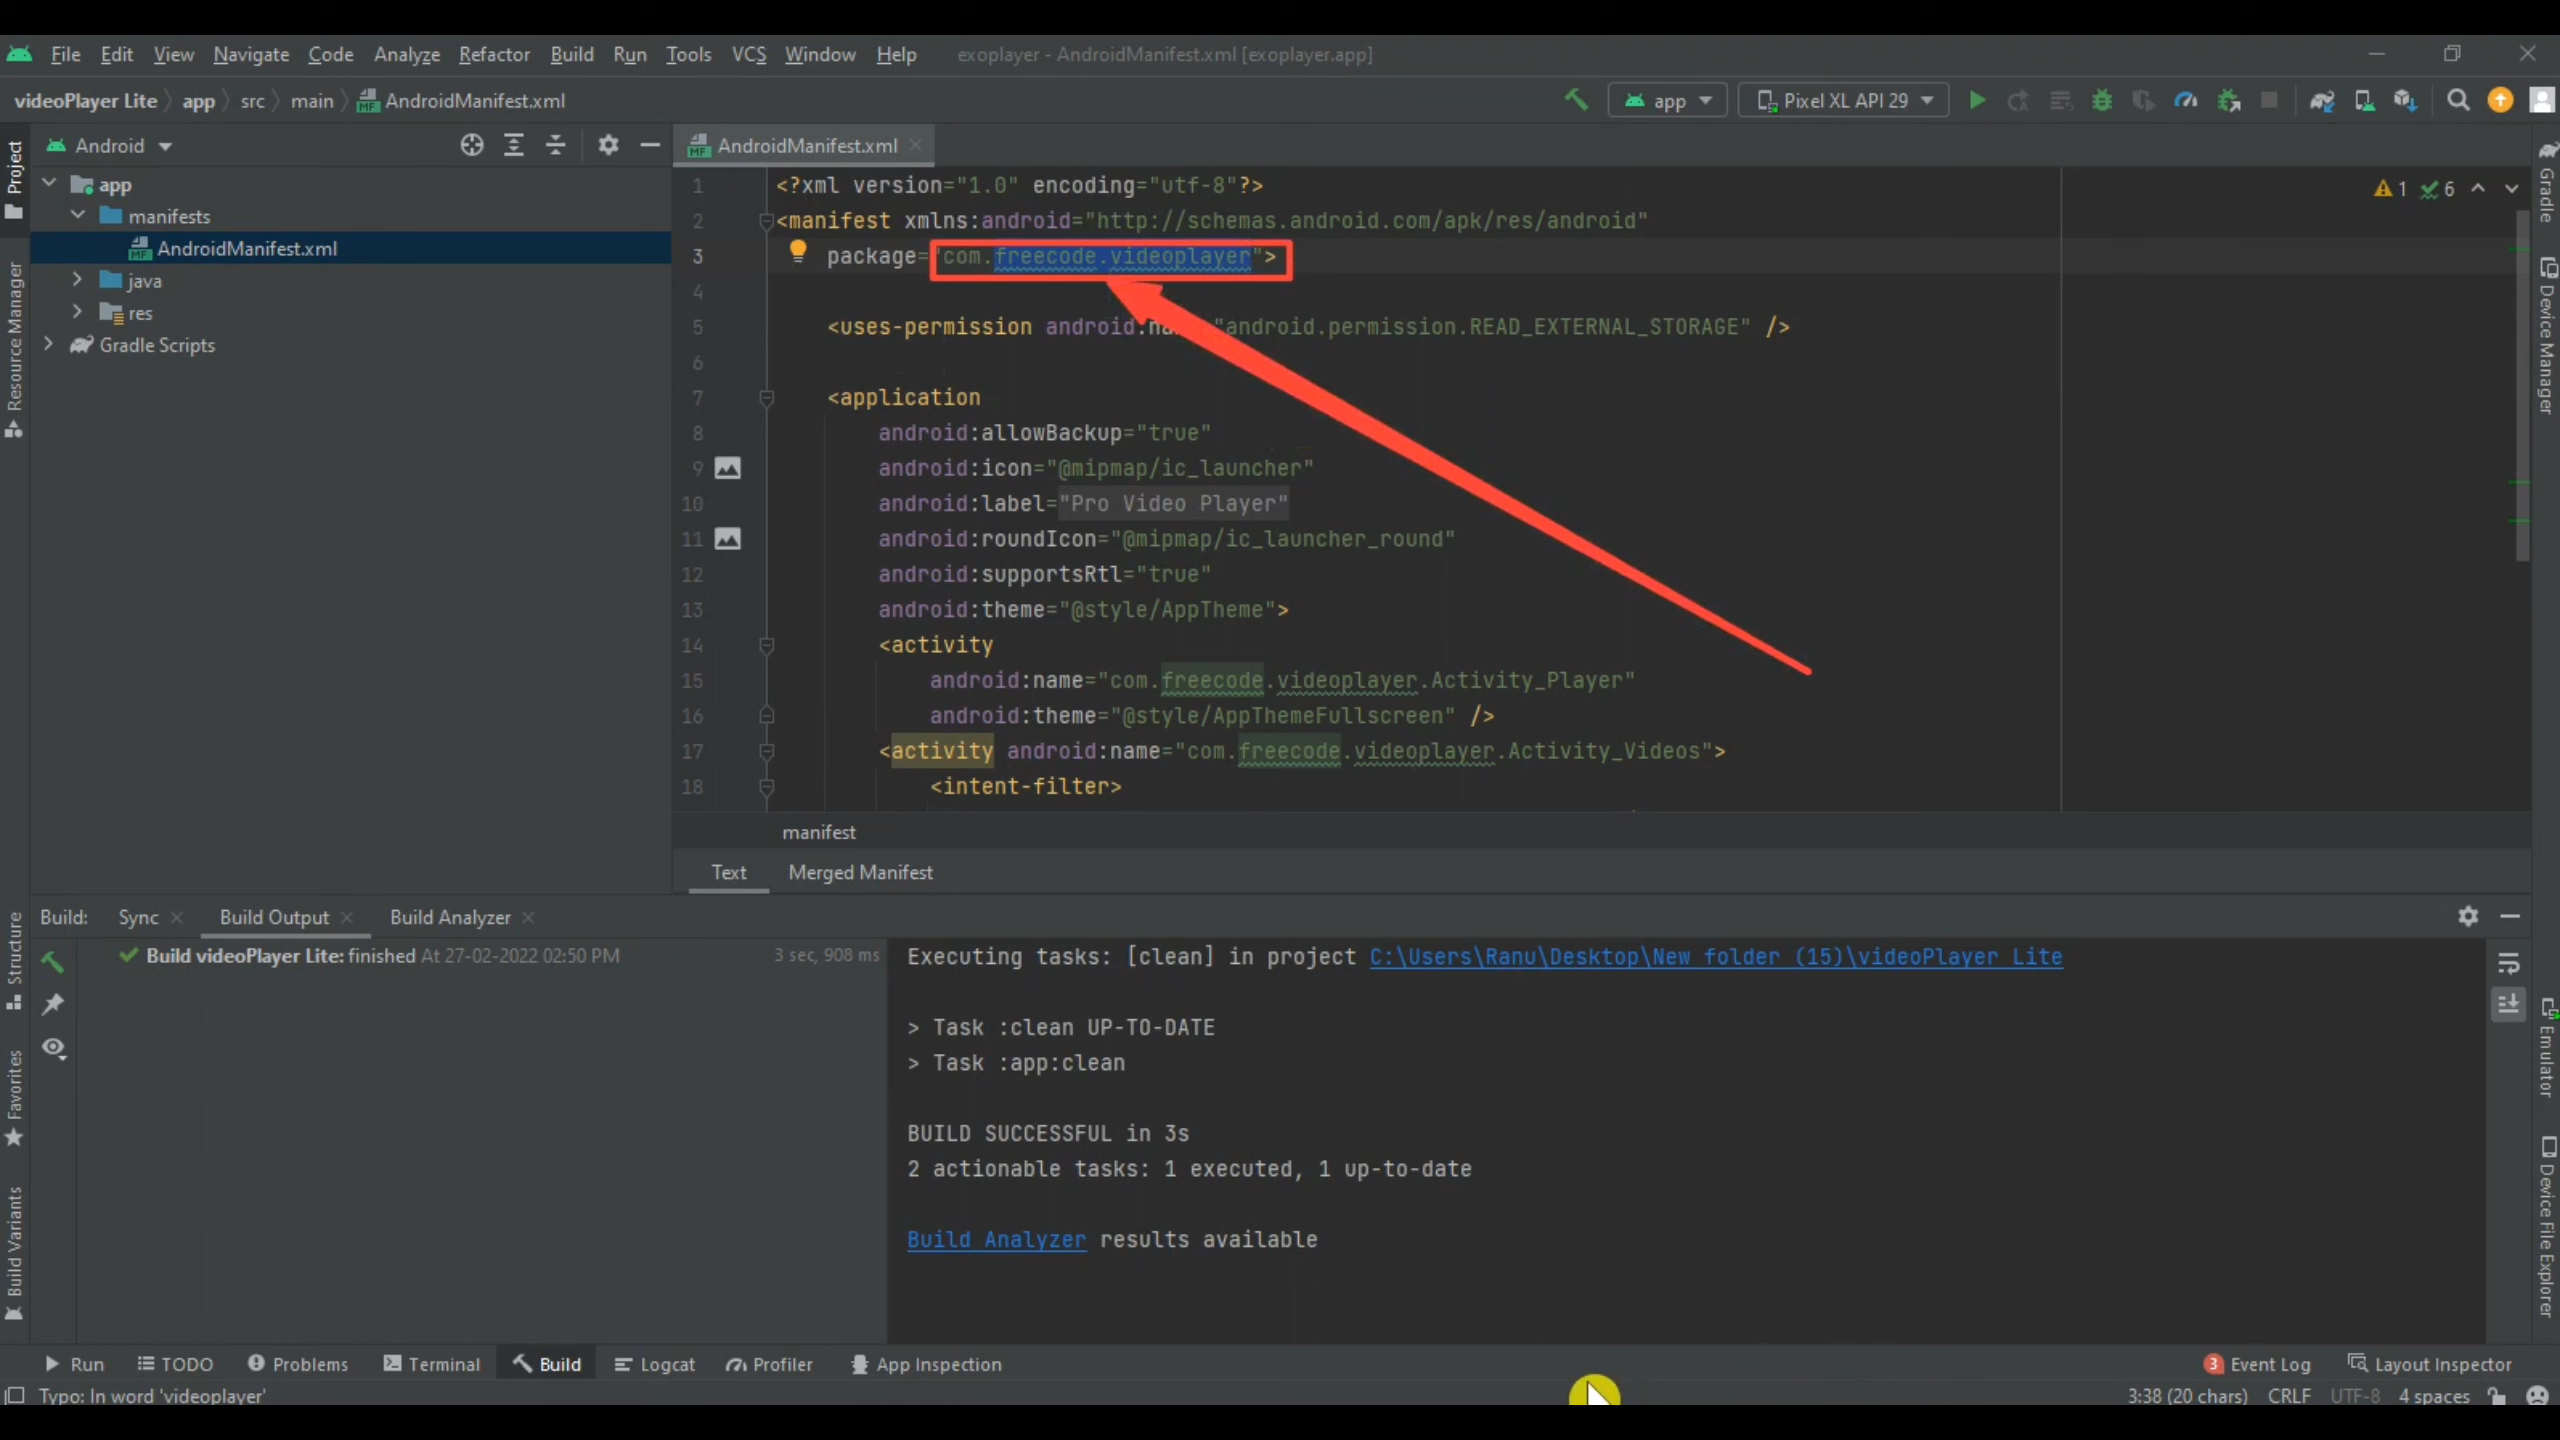 File Edit View Navigate Code Analyze Refactor Build Run Tools VCS Window Help exoplayer - AndroidManifest.xml [exoplayer.app]
videoPlayer Lite app src main AndroidManifest.xml app Pixel XL API 29
Project
Resource Manager
Structure
Favorites
Build Variants
Android
app
manifests
AndroidManifest.xml
java
res
Gradle Scripts
AndroidManifest.xml
1 6
1 <?xml version="1.0" encoding="utf-8"?>
2 <manifest xmlns:android="http://schemas.android.com/apk/res/android"
3 package="com.freecode.videoplayer">
4
5 <uses-permission android:na "android.permission.READ_EXTERNAL_STORAGE" />
6
7 <application
8 android:allowBackup="true"
9 android:icon="@mipmap/ic_launcher"
10 android:label="Pro Video Player"
11 android:roundIcon="@mipmap/ic_launcher_round"
12 android:supportsRtl="true"
13 android:theme="@style/AppTheme">
14 <activity
15 android:name="com.freecode.videoplayer.Activity_Player"
16 android:theme="@style/AppThemeFullscreen" />
17 <activity android:name="com.freecode.videoplayer.Activity_Videos">
18 <intent-filter>
manifest
Text Merged Manifest
Gradle
Device Manager
Emulator
Device File Explorer
Build: Sync Build Output Build Analyzer
Build videoPlayer Lite: finished At 27-02-2022 02:50 PM 3 sec, 908 ms
Executing tasks: [clean] in project C:\Users\Ranu\Desktop\New folder (15)\videoPlayer Lite
> Task :clean UP-TO-DATE
> Task :app:clean
BUILD SUCCESSFUL in 3s
2 actionable tasks: 1 executed, 1 up-to-date
Build Analyzer results available
Run TODO Problems Terminal Build Logcat Profiler App Inspection 3 Event Log Layout Inspector
Typo: In word 'videoplayer' 3:38 (20 chars) CRLF UTF-8 4 spaces